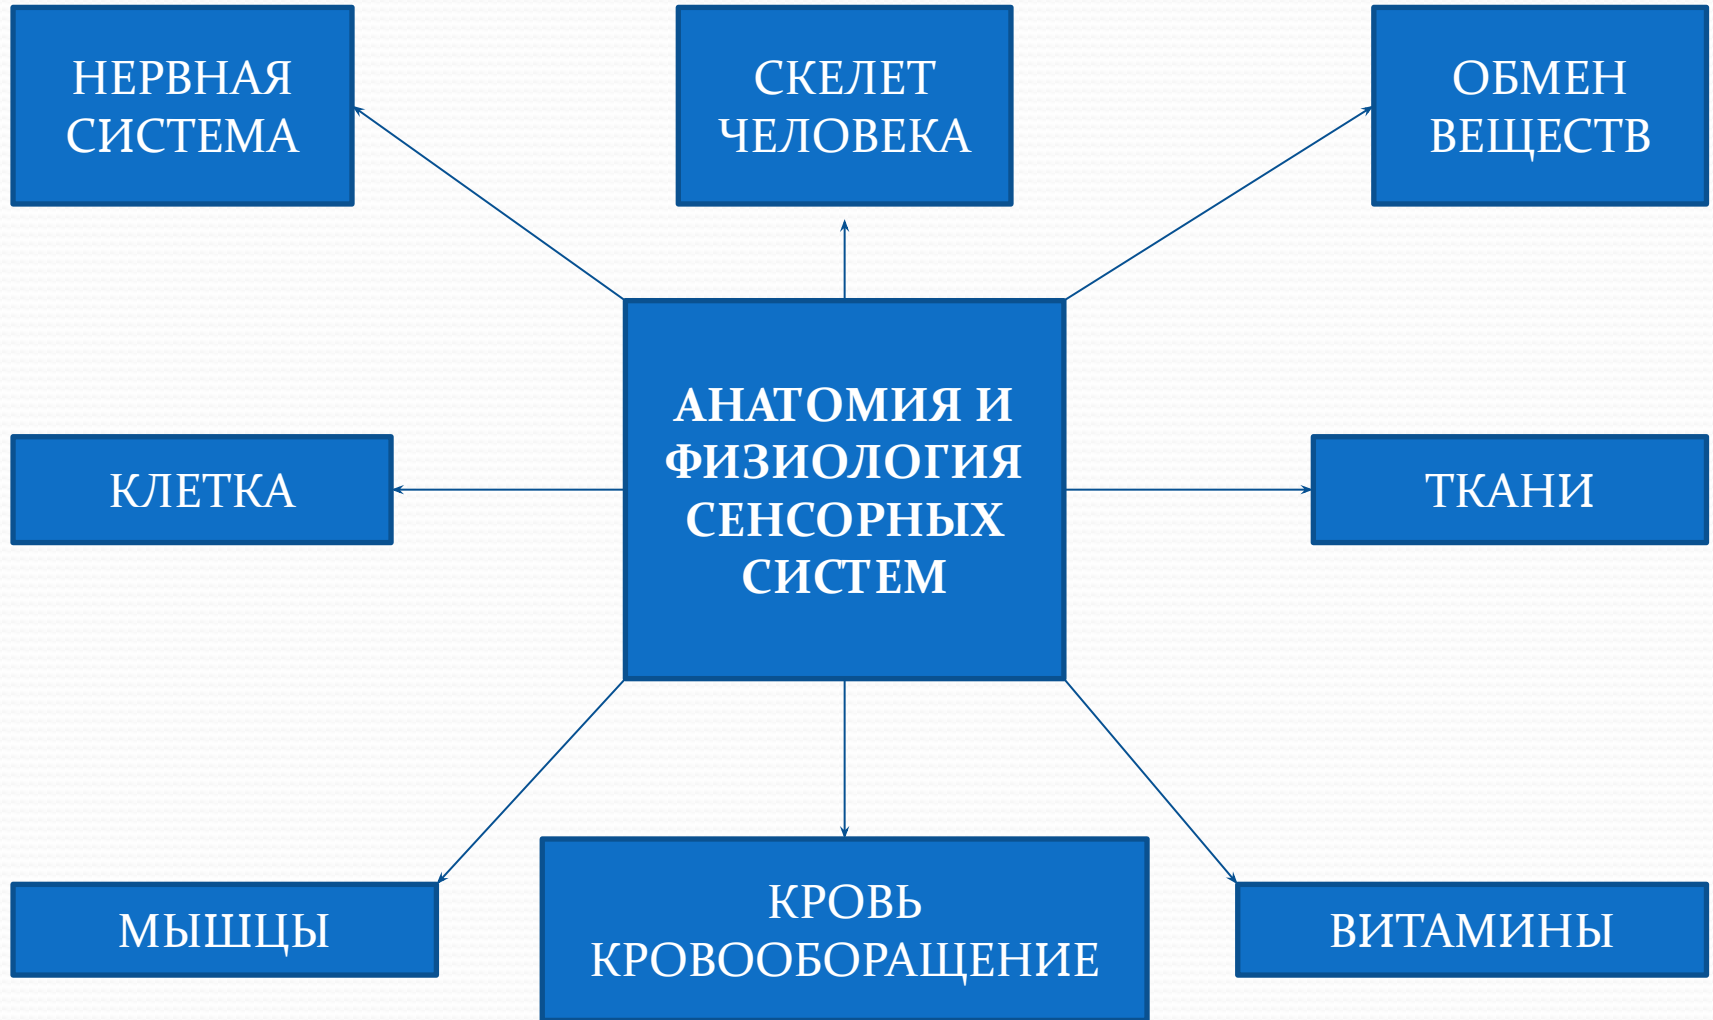 НЕРВНАЯ
СИСТЕМА
СКЕЛЕТ
ЧЕЛОВЕКА
ОБМЕН
ВЕЩЕСТВ
АНАТОМИЯ И
ФИЗИОЛОГИЯ
СЕНСОРНЫХ
СИСТЕМ
КЛЕТКА
ТКАНИ
МЫШЦЫ
КРОВЬ
КРОВООБОРАЩЕНИЕ
ВИТАМИНЫ